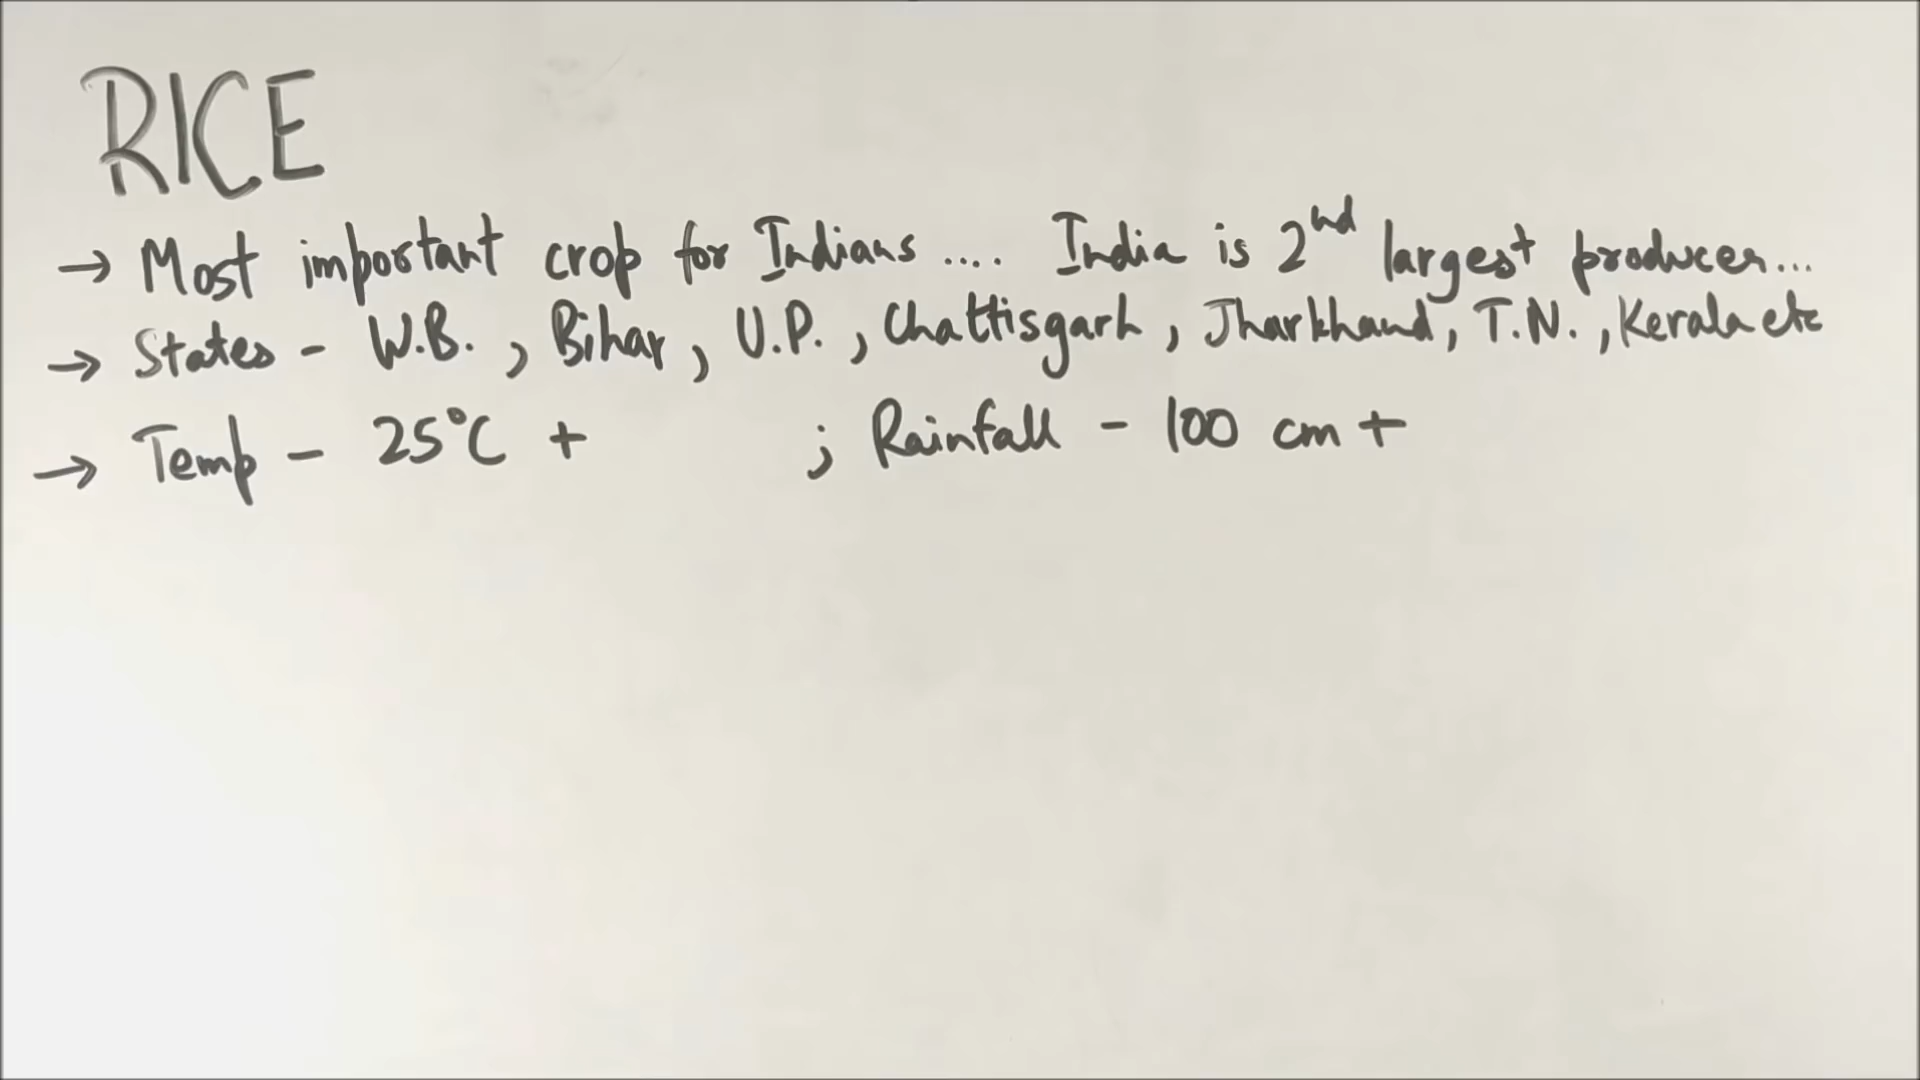 RICE
→ Most important crop for Indians .... India is 2nd largest producer...
→ States - W.B. , Bihar , U.P. , Chattisgarh , Jharkhand , T.N. , Kerala etc
→ Temp - 25°C + ; Rainfall - 100 cm +